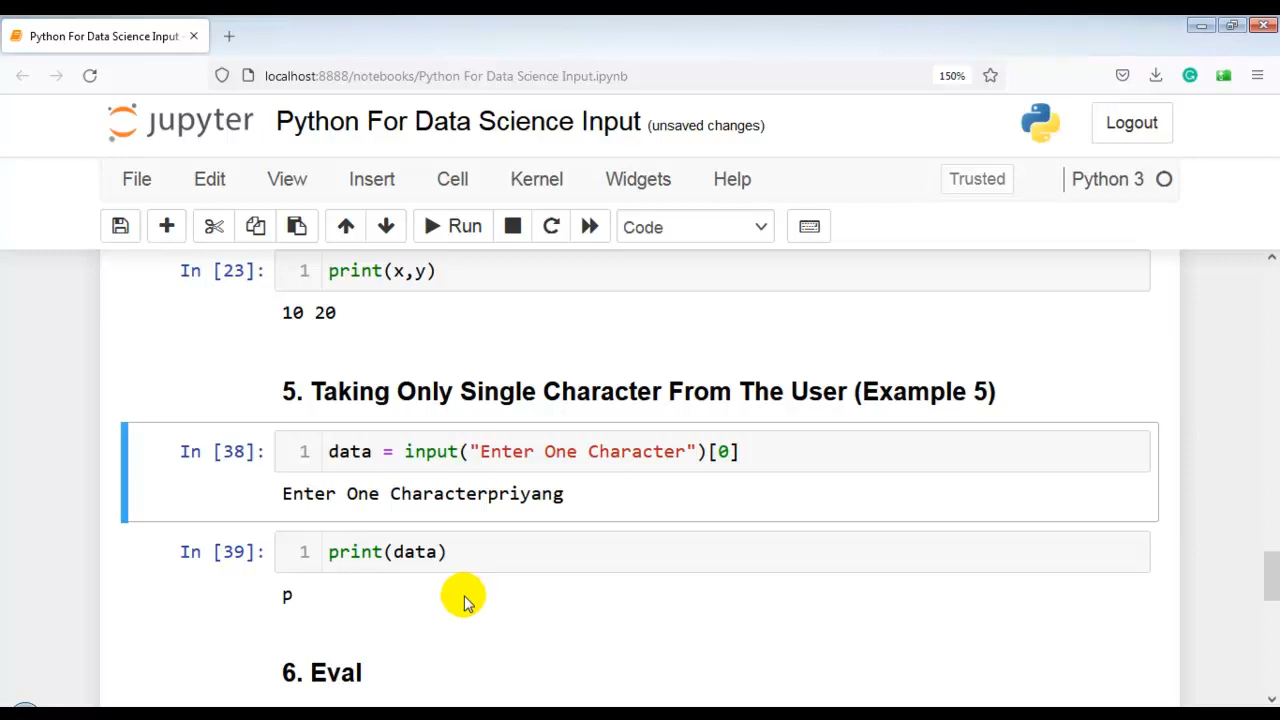 Python For Data Science Input
localhost:8888/notebooks/Python For Data Science Input.ipynb
150%
jupyter Python For Data Science Input (unsaved changes)
Logout
File Edit View Insert Cell Kernel Widgets Help Trusted Python 3
Run Code
In [23]: 1 print(x,y)
10 20
5. Taking Only Single Character From The User (Example 5)
In [38]: 1 data = input("Enter One Character")[0]
Enter One Characterpriyang
In [39]: 1 print(data)
p
6. Eval